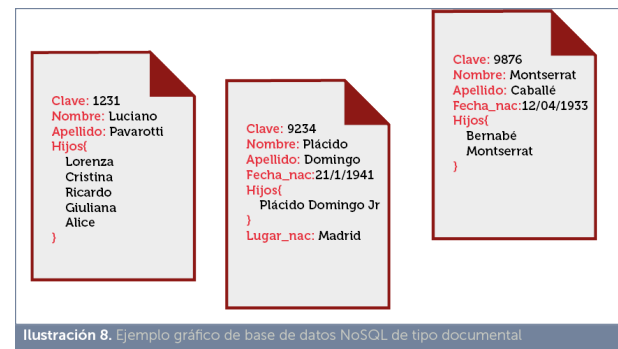 Clave: 1231
Nombre: Luciano
Apellido: Pavarotti
Hijos{
Lorenza
Cristina
Ricardo
Giuliana
Alice
}
Clave: 9234
Nombre: Plácido
Apellido: Domingo
Fecha_nac:21/1/1941
Hijos{
Plácido Domingo Jr
}
Lugar_nac: Madrid
Clave: 9876
Nombre: Montserrat
Apellido: Caballé
Fecha_nac:12/04/1933
Hijos{
Bernabé
Montserrat
}
Ilustración 8. Ejemplo gráfico de base de datos NoSQL de tipo documental